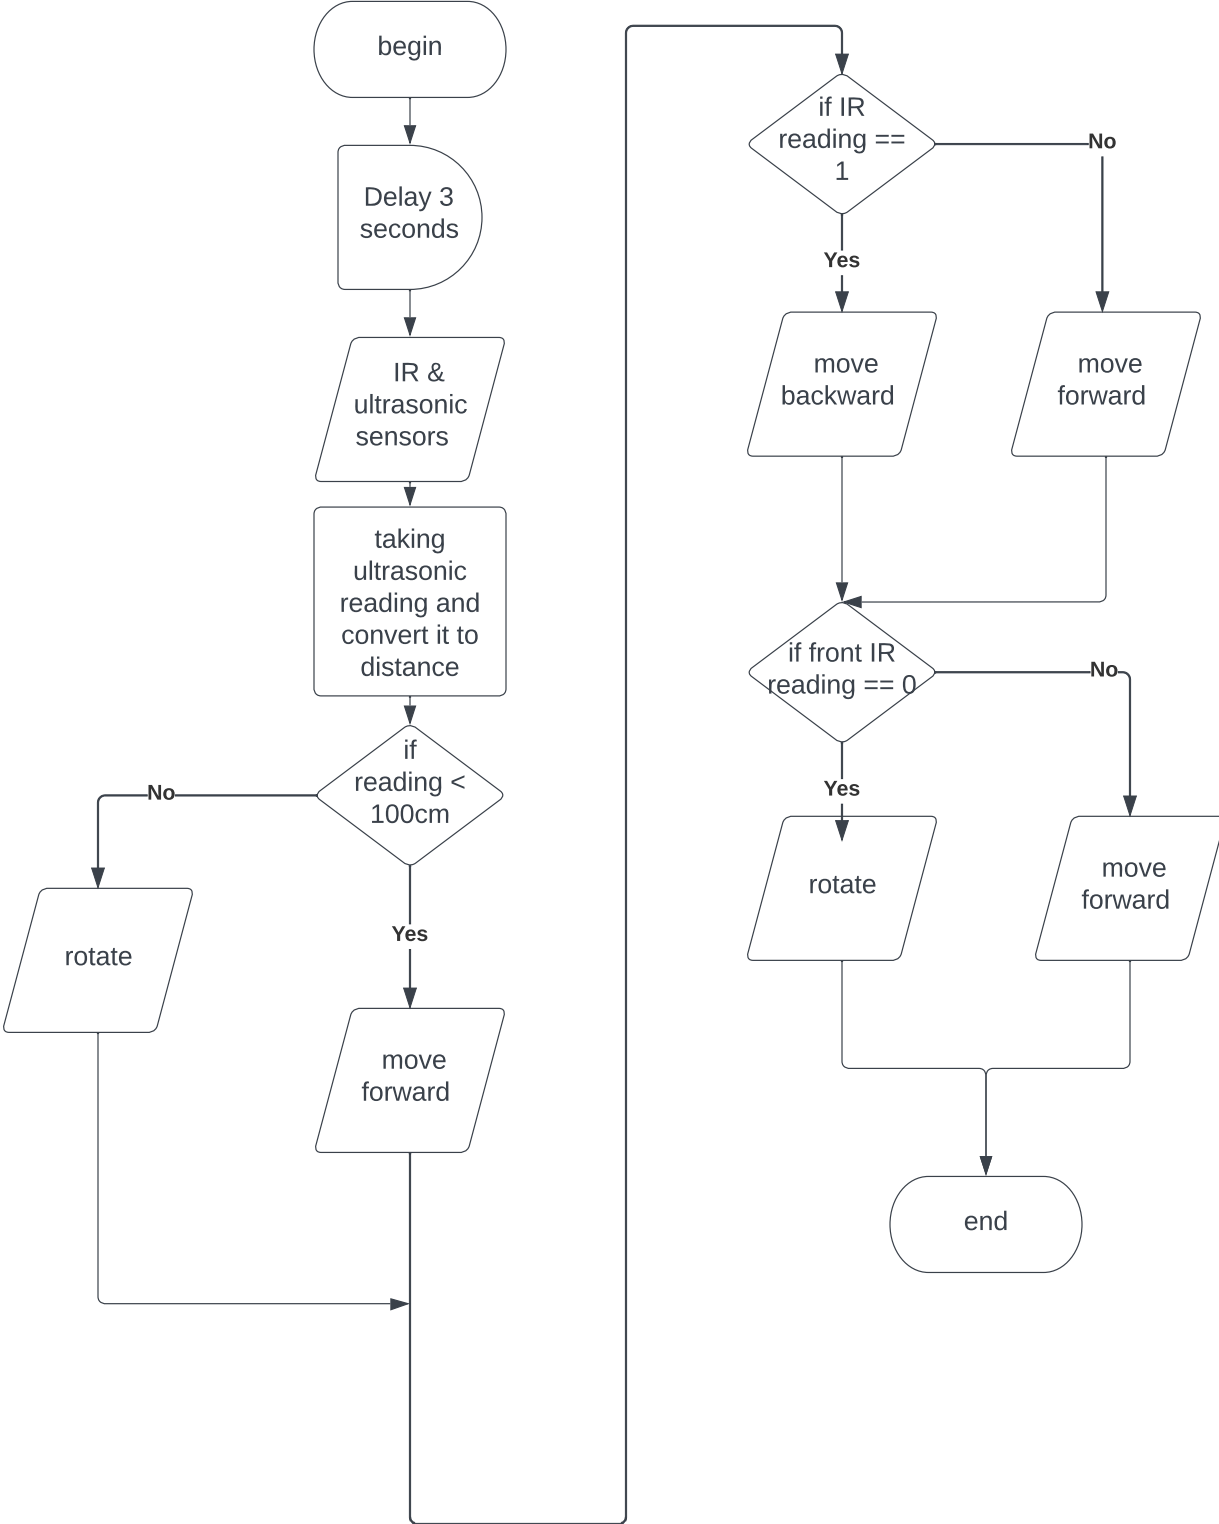 begin
Delay 3
seconds
IR &
ultrasonic
sensors
taking
ultrasonic
reading and
convert it to
distance
if
reading <
100cm
No
Yes
rotate
move
forward
if IR
reading ==
1
No
Yes
move
backward
move
forward
if front IR
reading == 0
No
Yes
rotate
move
forward
end